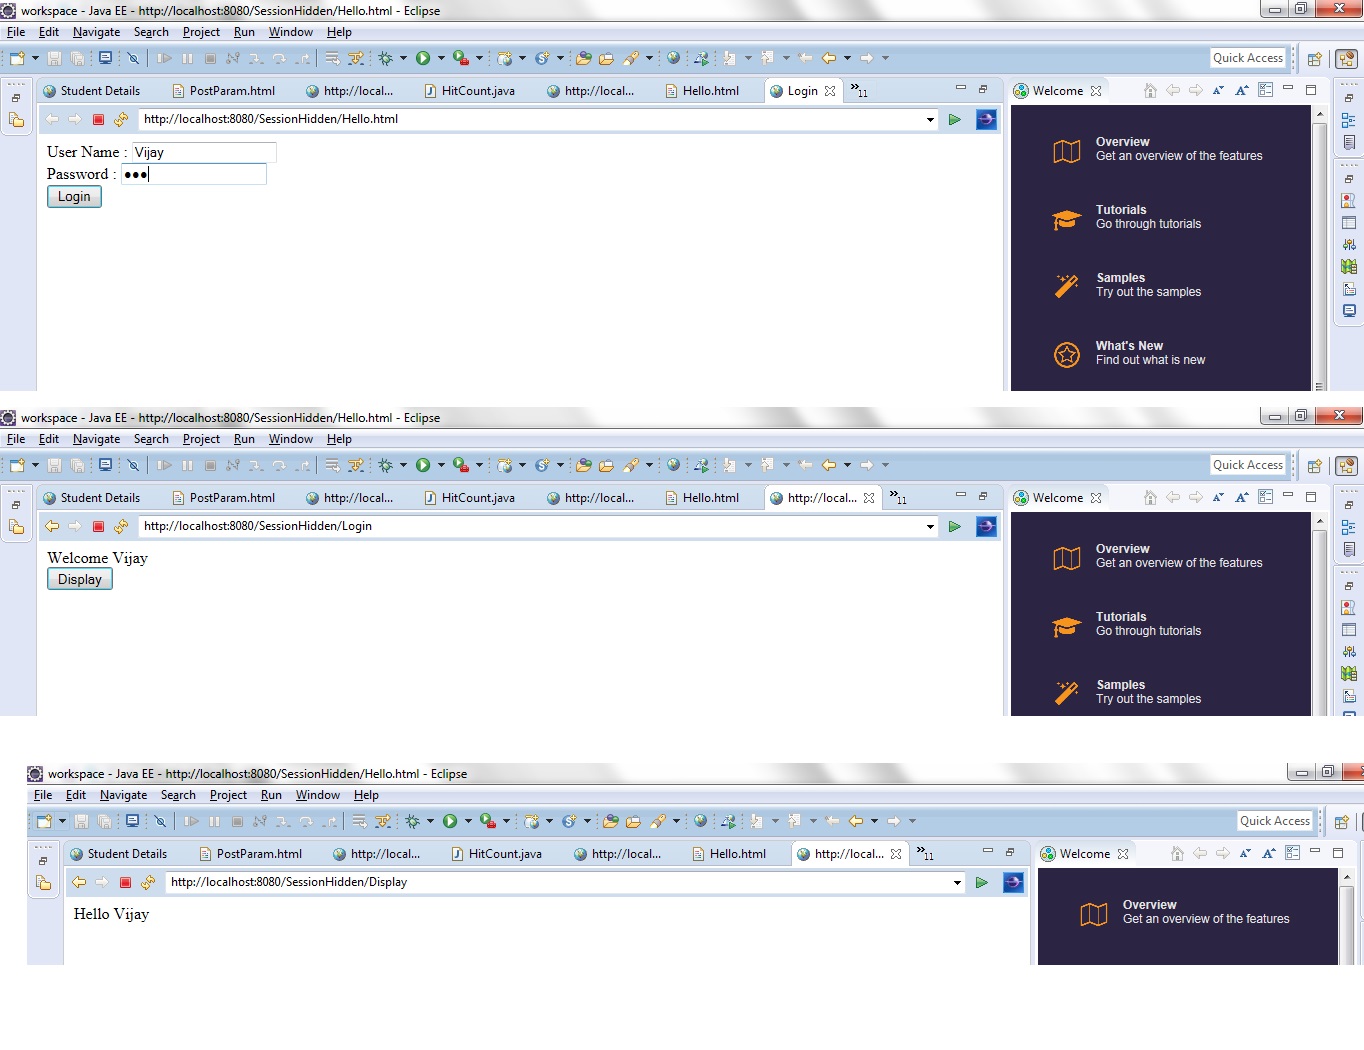 workspace - Java EE - http://localhost:8080/SessionHidden/Hello.html - Eclipse
File Edit Navigate Search Project Run Window Help
Quick Access
Student Details PostParam.html http://local... HitCount.java http://local... Hello.html Login »11 Welcome
http://localhost:8080/SessionHidden/Hello.html
User Name : Vijay
Password : ●●●
Login
Overview
Get an overview of the features
Tutorials
Go through tutorials
Samples
Try out the samples
What's New
Find out what is new
workspace - Java EE - http://localhost:8080/SessionHidden/Hello.html - Eclipse
File Edit Navigate Search Project Run Window Help
Quick Access
Student Details PostParam.html http://local... HitCount.java http://local... Hello.html http://local... »11 Welcome
http://localhost:8080/SessionHidden/Login
Welcome Vijay
Display
Overview
Get an overview of the features
Tutorials
Go through tutorials
Samples
Try out the samples
workspace - Java EE - http://localhost:8080/SessionHidden/Hello.html - Eclipse
File Edit Navigate Search Project Run Window Help
Quick Access
Student Details PostParam.html http://local... HitCount.java http://local... Hello.html http://local... »11 Welcome
http://localhost:8080/SessionHidden/Display
Hello Vijay
Overview
Get an overview of the features